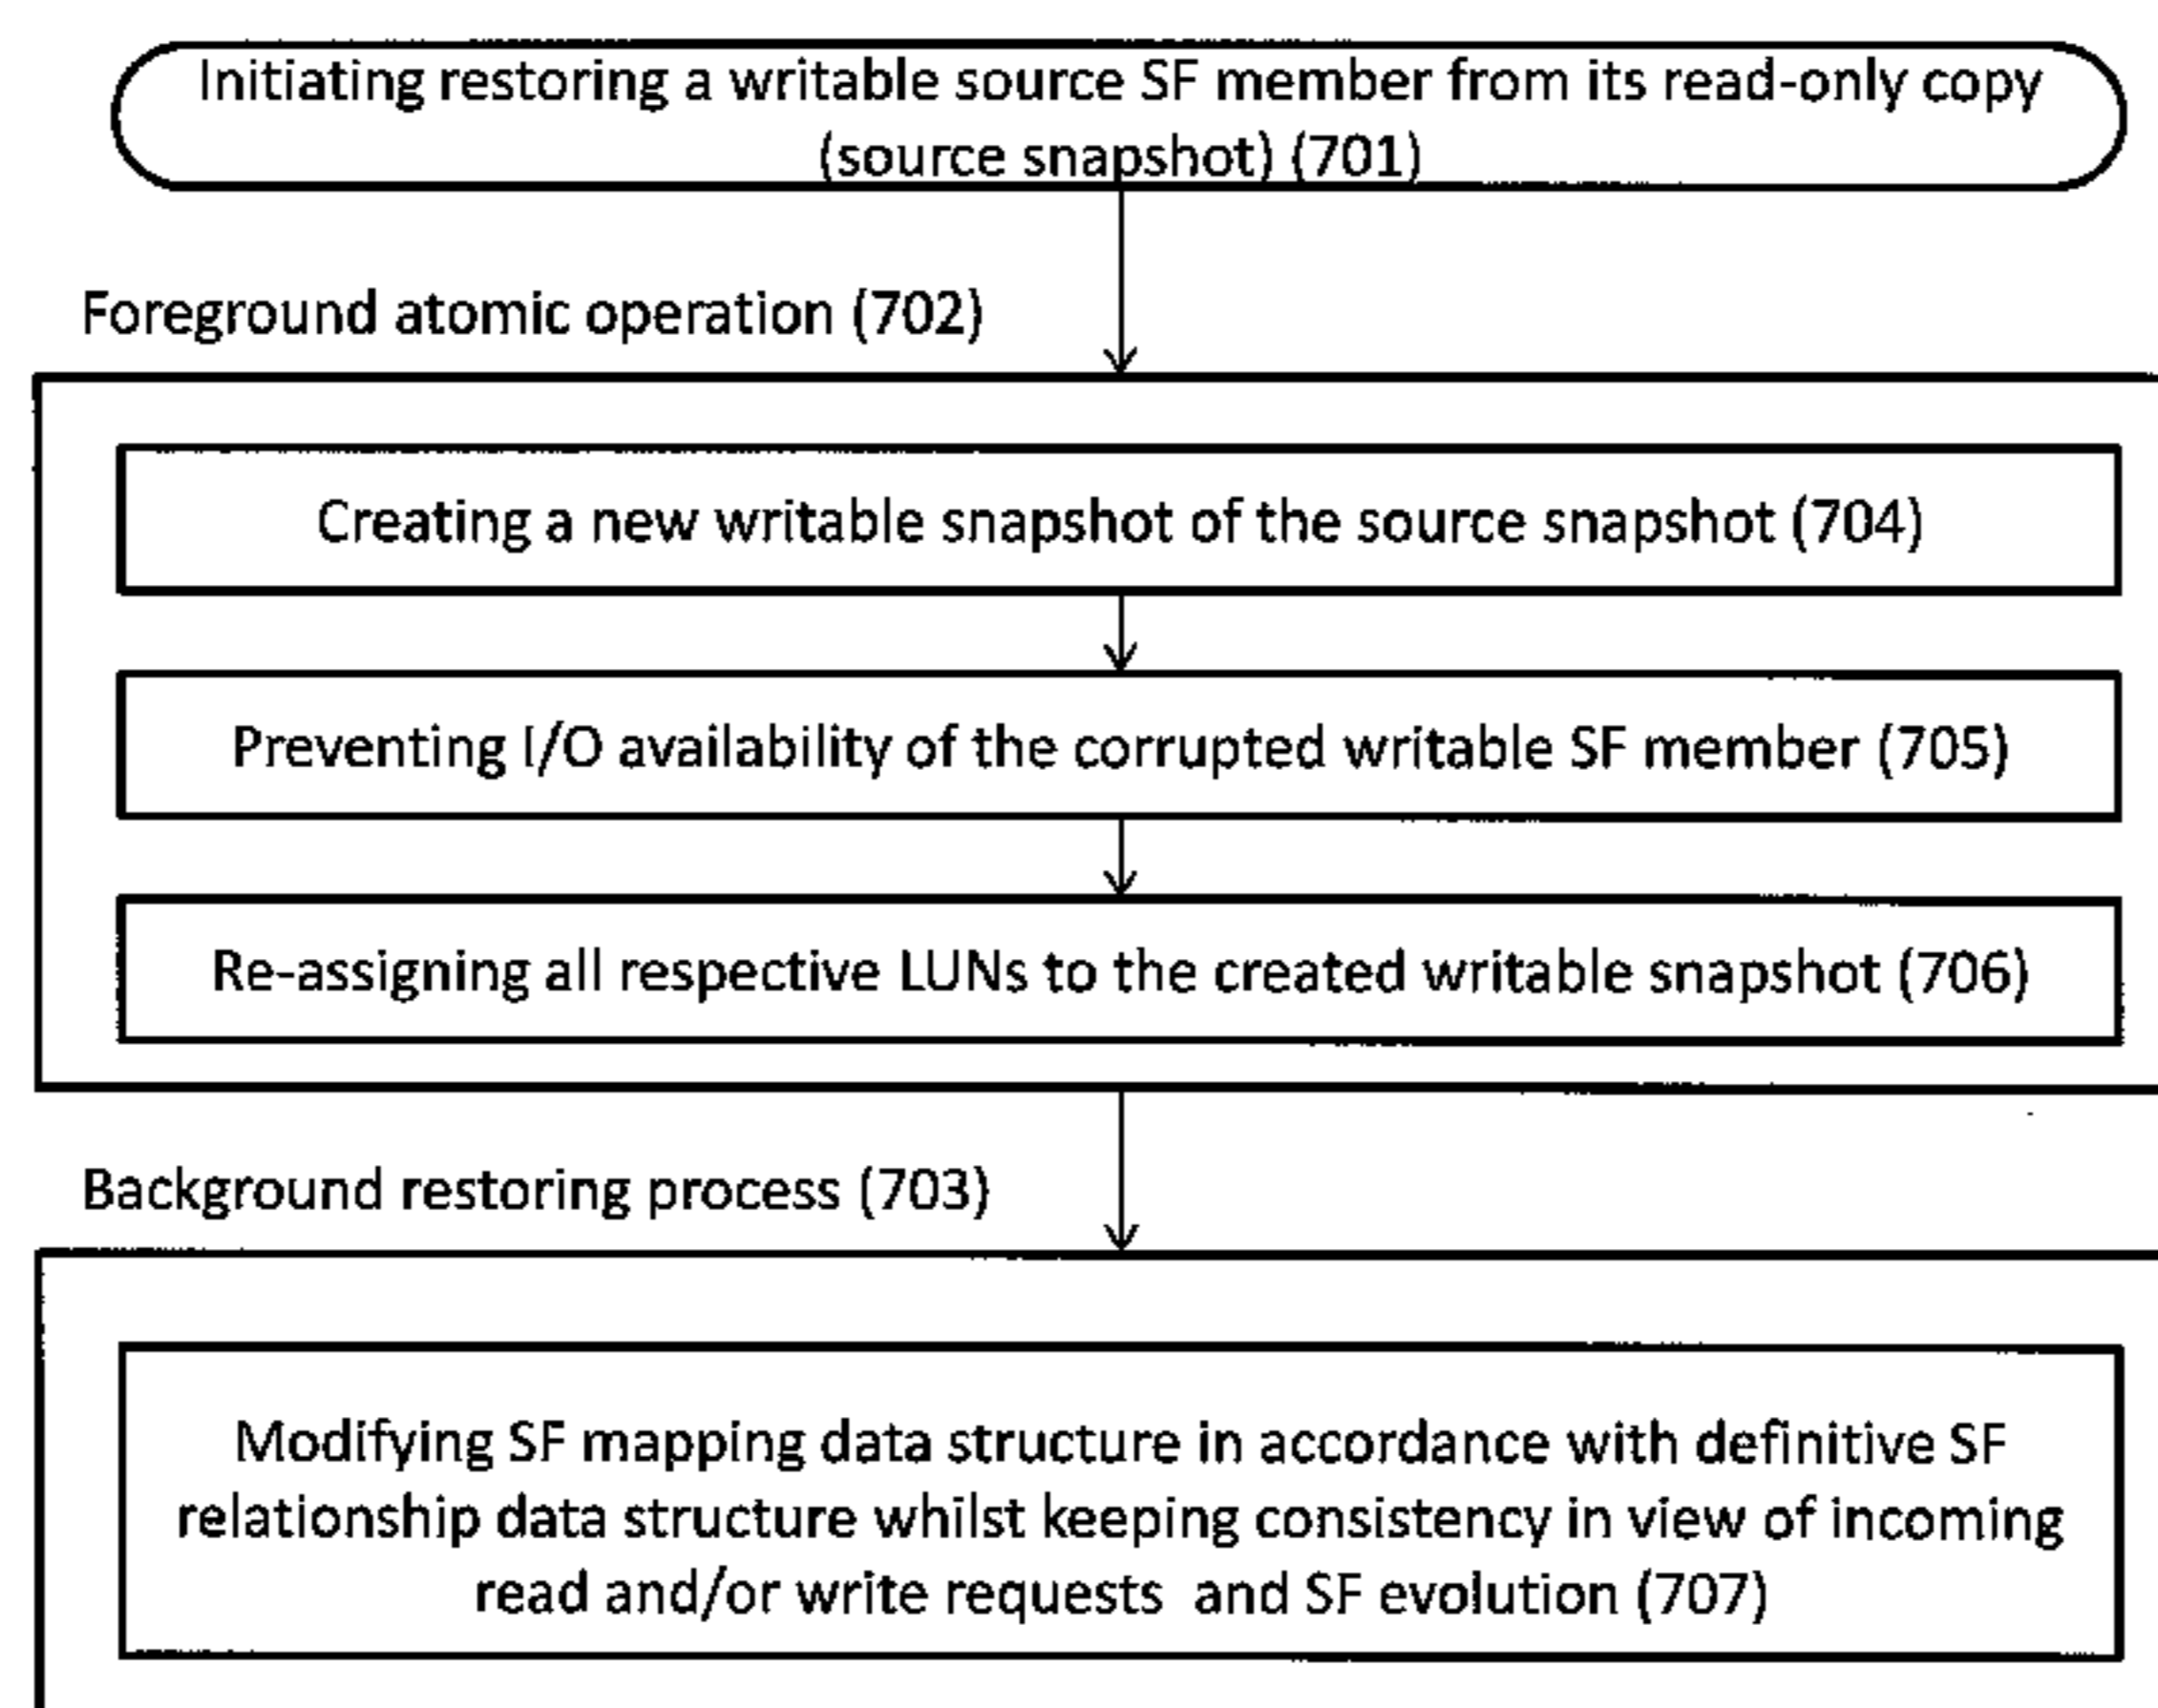 Initiating restoring a writable source SF member from its read-only copy
(source snapshot) (701)
Foreground atomic operation (702)
Creating a new writable snapshot of the source snapshot (704)
Preventing I/O availability of the corrupted writable SF member (705)
Re-assigning all respective LUNs to the created writable snapshot (706)
Background restoring process (703)
Modifying SF mapping data structure in accordance with definitive SF
relationship data structure whilst keeping consistency in view of incoming
read and/or write requests and SF evolution (707)